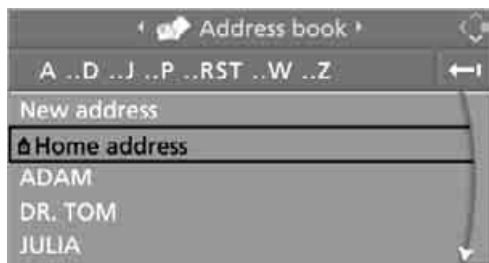 Address book
A ..D ..J ..P ..RST ..W ..Z
New address
Home address
ADAM
DR. TOM
JULIA